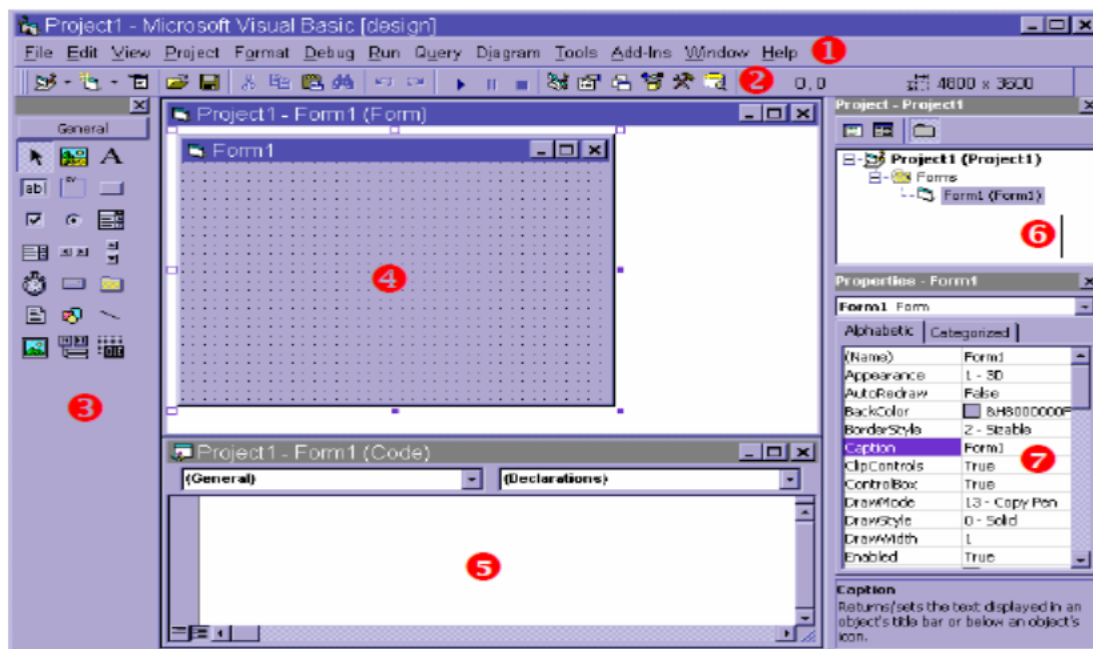 Project1 - Microsoft Visual Basic [design]
File Edit View Project Format Debug Run Query Diagram Tools Add-Ins Window Help 1
2 0,0 4800 x 3600
General
A
ab|
xv
Project1 - Form1 (Form)
Form1
4
3
Project1 - Form1 (Code)
(General) (Declarations)
5
Project - Project1
Project1 (Project1)
Forms
Form1 (Form1)
6
Properties - Form1
Form1 Form
Alphabetic Categorized
(Name) Form1
Appearance 1 - 3D
AutoRedraw False
BackColor &H8000000F
BorderStyle 2 - Sizable
Caption Form1
7
ClipControls True
ControlBox True
DrawMode 13 - Copy Pen
DrawStyle 0 - Solid
DrawWidth 1
Enabled True
Caption
Returns/sets the text displayed in an
object's title bar or below an object's
icon.